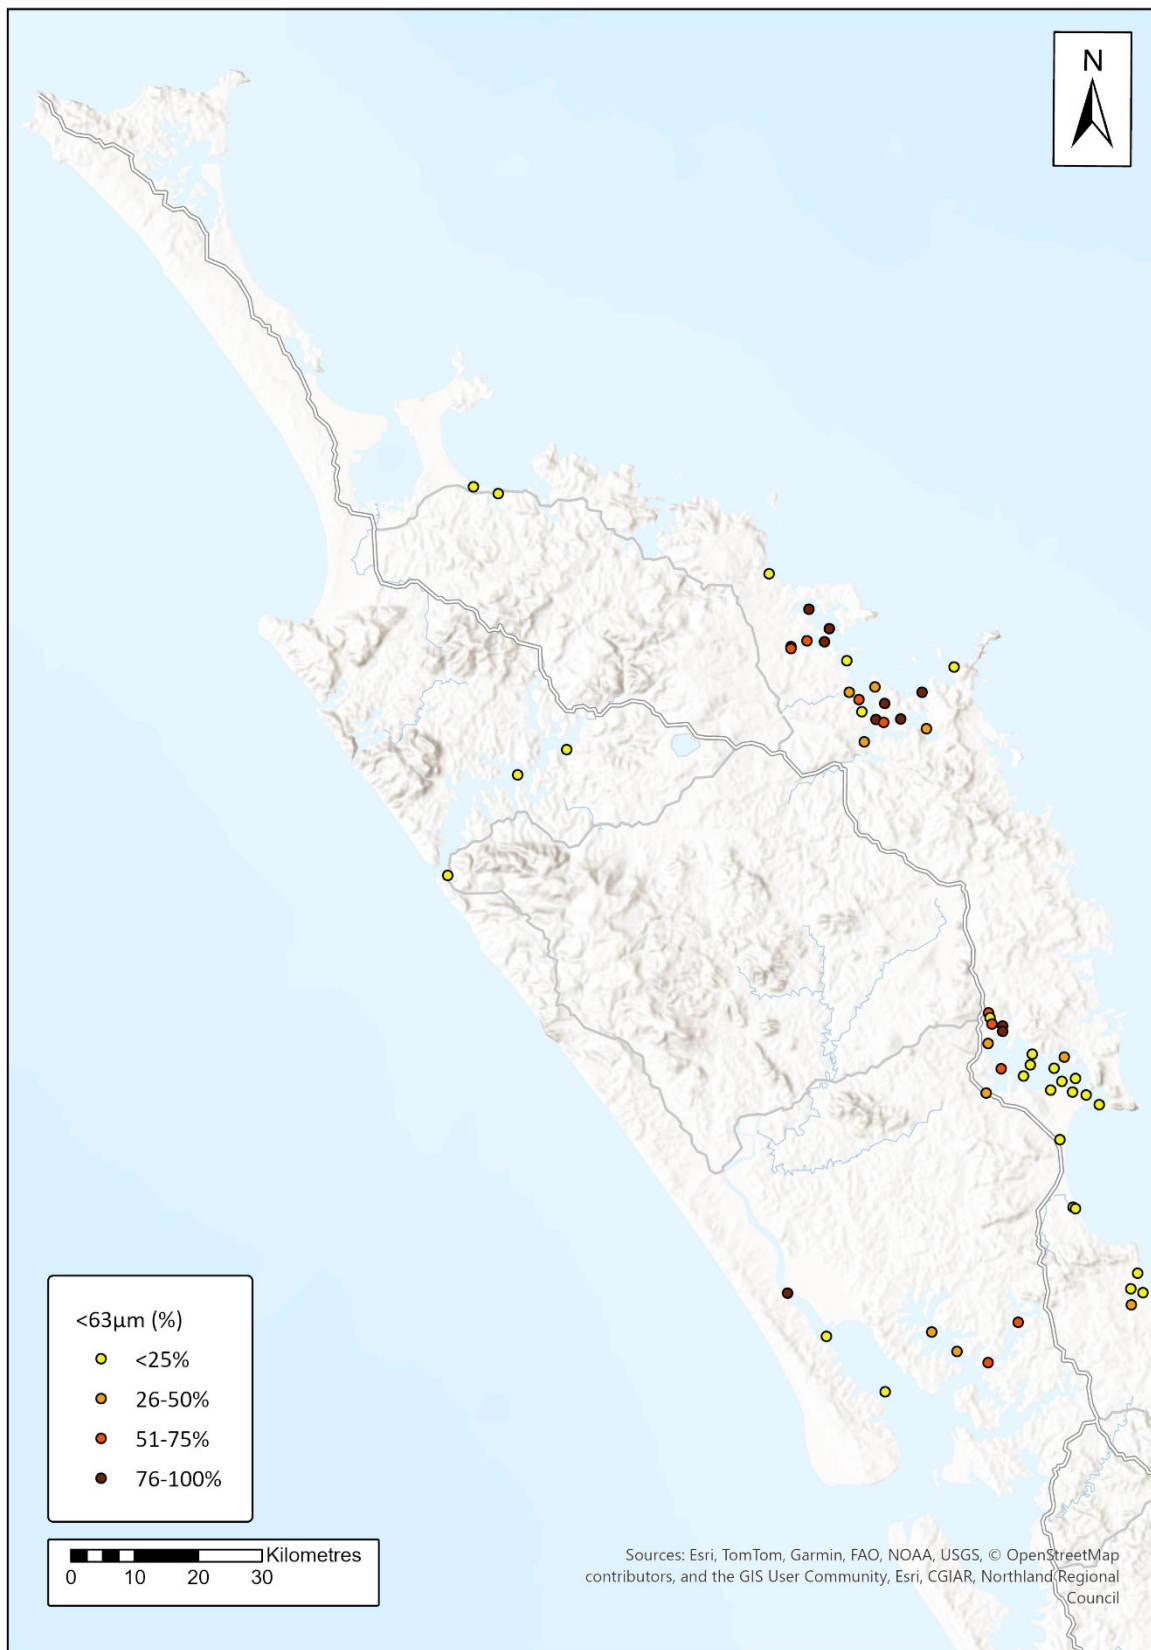 N
<63µm (%)
<25%
26-50%
51-75%
76-100%
Kilometres
0 10 20 30
Sources: Esri, TomTom, Garmin, FAO, NOAA, USGS, © OpenStreetMap
contributors, and the GIS User Community, Esri, CGIAR, Northland Regional
Council